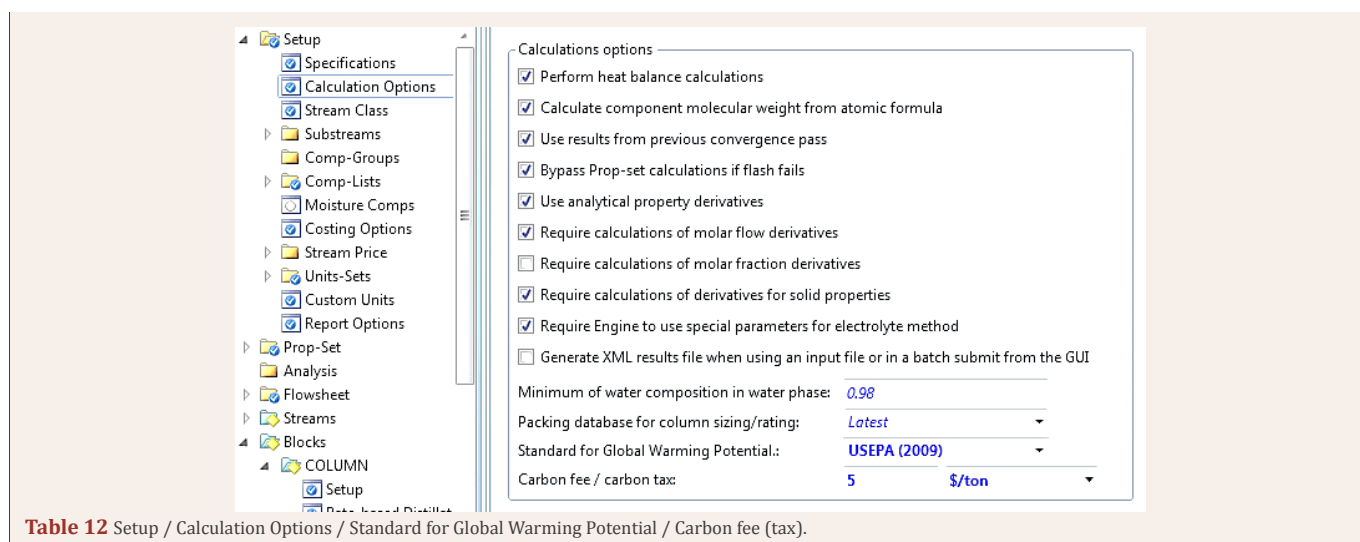 Setup
Specifications
Calculation Options
Stream Class
Substreams
Comp-Groups
Comp-Lists
Moisture Comps
Costing Options
Stream Price
Units-Sets
Custom Units
Report Options
Prop-Set
Analysis
Flowsheet
Streams
Blocks
COLUMN
Setup
Calculations options
Perform heat balance calculations
Calculate component molecular weight from atomic formula
Use results from previous convergence pass
Bypass Prop-set calculations if flash fails
Use analytical property derivatives
Require calculations of molar flow derivatives
Require calculations of molar fraction derivatives
Require calculations of derivatives for solid properties
Require Engine to use special parameters for electrolyte method
Generate XML results file when using an input file or in a batch submit from the GUI
Minimum of water composition in water phase: 0.98
Packing database for column sizing/rating: Latest
Standard for Global Warming Potential.: USEPA (2009)
Carbon fee / carbon tax: 5 $/ton
Table 12 Setup / Calculation Options / Standard for Global Warming Potential / Carbon fee (tax).